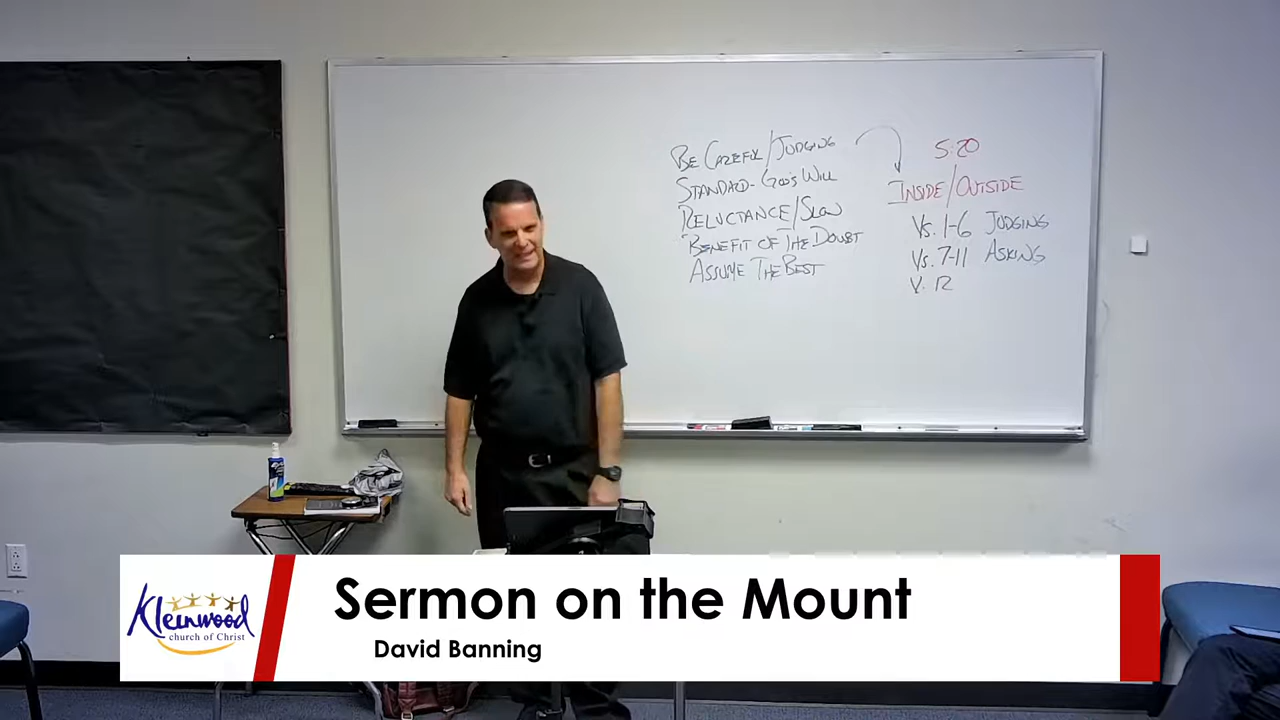 BE CAREFUL/JUDGING
STANDARD - GOD'S WILL
RELUCTANCE/SLOW
BENEFIT OF THE DOUBT
ASSUME THE BEST
5:20
INSIDE/OUTSIDE
VS. 1-6 JUDGING
VS. 7-11 ASKING
V. 12
Kleinwood
church of Christ
Sermon on the Mount
David Banning